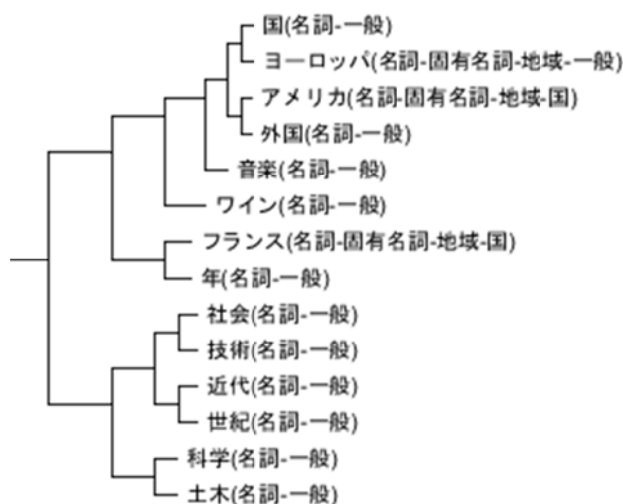 国(名詞-一般)
ヨーロッパ(名詞-固有名詞-地域-一般)
アメリカ(名詞-固有名詞-地域-国)
外国(名詞-一般)
音楽(名詞-一般)
ワイン(名詞-一般)
フランス(名詞-固有名詞-地域-国)
年(名詞-一般)
社会(名詞-一般)
技術(名詞-一般)
近代(名詞-一般)
世紀(名詞-一般)
科学(名詞-一般)
土木(名詞-一般)